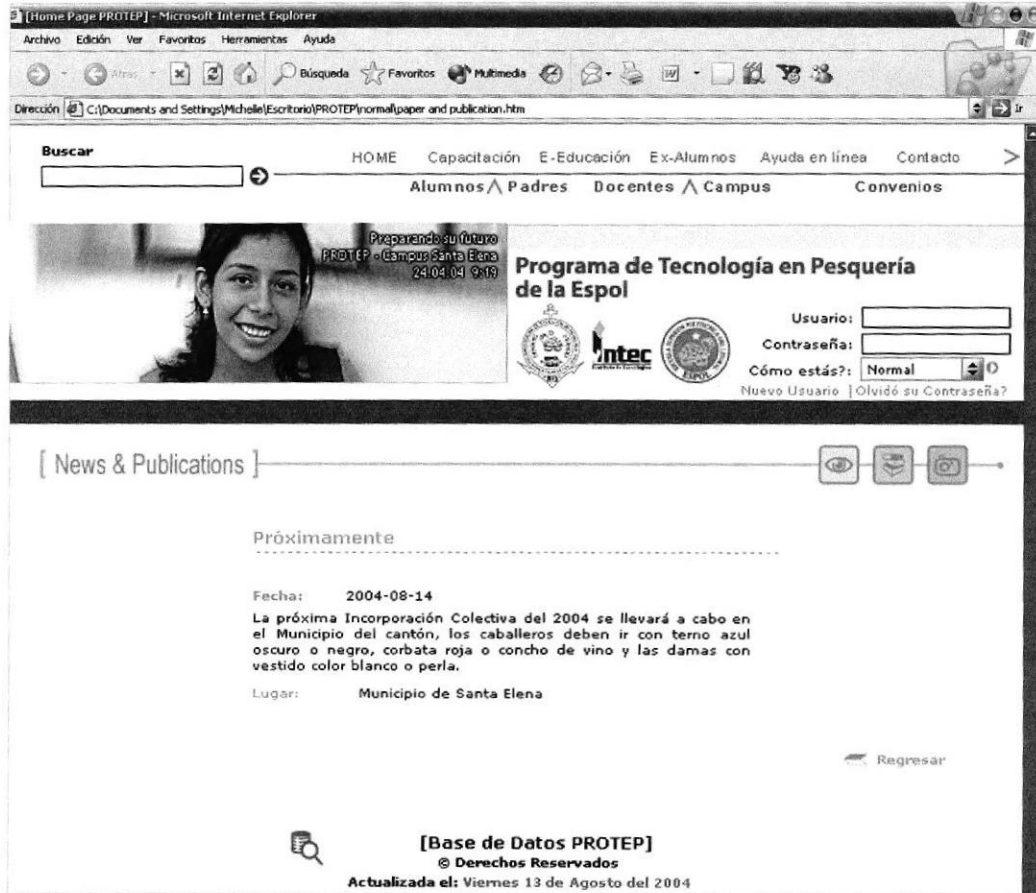 [Home Page PROTEP] - Microsoft Internet Explorer
Archivo Edición Ver Favoritos Herramientas Ayuda
Atrás Búsqueda Favoritos Multimedia
Dirección C:\Documents and Settings\Michelle\Escritorio\PROTEP\normal\paper and publication.htm Ir
Buscar
HOME Capacitación E-Educación Ex-Alumnos Ayuda en línea Contacto >
Alumnos Padres Docentes Campus Convenios
Preparando su futuro
PROTEP - Campus Santa Elena
24.04.04 9:19
Programa de Tecnología en Pesquería
de la Espol
intec
ESPOL
Usuario:
Contraseña:
Cómo estás?: Normal
Nuevo Usuario | Olvidó su Contraseña?
[ News & Publications ]
Próximamente
Fecha: 2004-08-14
La próxima Incorporación Colectiva del 2004 se llevará a cabo en
el Municipio del cantón, los caballeros deben ir con terno azul
oscuro o negro, corbata roja o concho de vino y las damas con
vestido color blanco o perla.
Lugar: Municipio de Santa Elena
Regresar
[Base de Datos PROTEP]
© Derechos Reservados
Actualizada el: Viernes 13 de Agosto del 2004